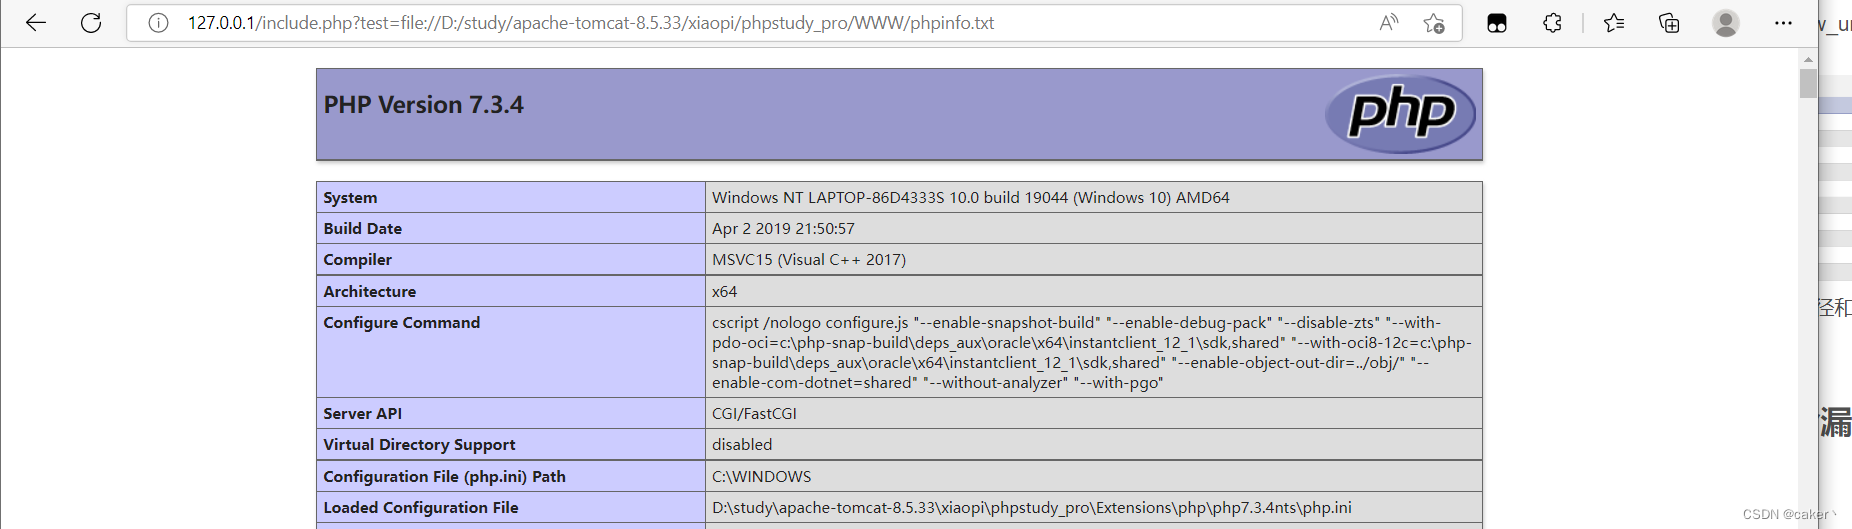 127.0.0.1/include.php?test=file://D:/study/apache-tomcat-8.5.33/xiaopi/phpstudy_pro/WWW/phpinfo.txt
PHP Version 7.3.4
php
System
Windows NT LAPTOP-86D4333S 10.0 build 19044 (Windows 10) AMD64
Build Date
Apr 2 2019 21:50:57
Compiler
MSVC15 (Visual C++ 2017)
Architecture
x64
径和
Configure Command
cscript /nologo configure.js "--enable-snapshot-build" "--enable-debug-pack" "--disable-zts" "--with-
pdo-oci=c:\php-snap-build\deps_aux\oracle\x64\instantclient_12_1\sdk,shared" "--with-oci8-12c=c:\php-
snap-build\deps_aux\oracle\x64\instantclient_12_1\sdk,shared" "--enable-object-out-dir=../obj/" "--
enable-com-dotnet=shared" "--without-analyzer" "--with-pgo"
Server API
CGI/FastCGI
漏
Virtual Directory Support
disabled
Configuration File (php.ini) Path
C:\WINDOWS
Loaded Configuration File
D:\study\apache-tomcat-8.5.33\xiaopi\phpstudy_pro\Extensions\php\php7.3.4nts\php.ini
CSDN @caker丶